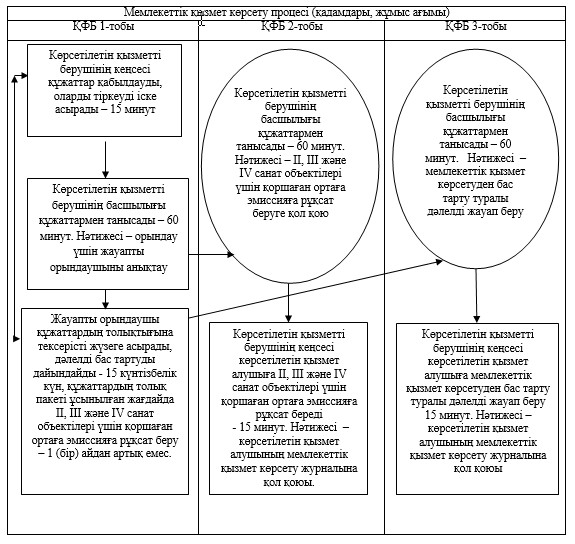 Мемлекеттік қызмет көрсету процесі (қадамдары, жұмыс ағымы)
ҚФБ 1-тобы
ҚФБ 2-тобы
ҚФБ 3-тобы
Көрсетілетін қызметті
берушінің кеңсесі
құжаттар қабылдауды,
оларды тіркеуді іске
асырады – 15 минут
Көрсетілетін қызметті
берушінің басшылығы
құжаттармен танысады – 60
минут. Нәтижесі – орындау
үшін жауапты
орындаушыны анықтау
Жауапты орындаушы
құжаттардың толықтығына
тексерісті жүзеге асырады,
дәлелді бас тартуды
дайындайды - 15 күнтізбелік
күн, құжаттардың толық
пакеті ұсынылған жағдайда
II, III және IV санат
объектілері үшін қоршаған
ортаға эмиссияға рұқсат беру
– 1 (бір) айдан артық емес.
Көрсетілетін қызметті
берушінің
басшылығы
құжаттармен
танысады – 60 минут.
Нәтижесі – II, III және
IV санат объектілері
үшін қоршаған ортаға
эмиссияға рұқсат
беруге қол қою
Көрсетілетін қызметті
берушінің кеңсесі
көрсетілетін қызмет
алушыға II, III және IV
санат объектілері үшін
қоршаған ортаға эмиссияға
рұқсат береді
- 15 минут. Нәтижесі –
көрсетілетін қызмет
алушының мемлекеттік
қызмет көрсету журналына
қол қоюы.
Көрсетілетін
қызметті берушінің
басшылығы
құжаттармен
танысады – 60
минут. Нәтижесі –
мемлекеттік қызмет
көрсетуден бас
тарту туралы
дәлелді жауап беру
Көрсетілетін қызметті
берушінің кеңсесі
көрсетілетін қызмет
алушыға мемлекеттік
қызмет көрсетуден бас тарту
туралы дәлелді жауап беру
15 минут. Нәтижесі –
көрсетілетін қызмет
алушының мемлекеттік
қызмет көрсету журналына
қол қоюы